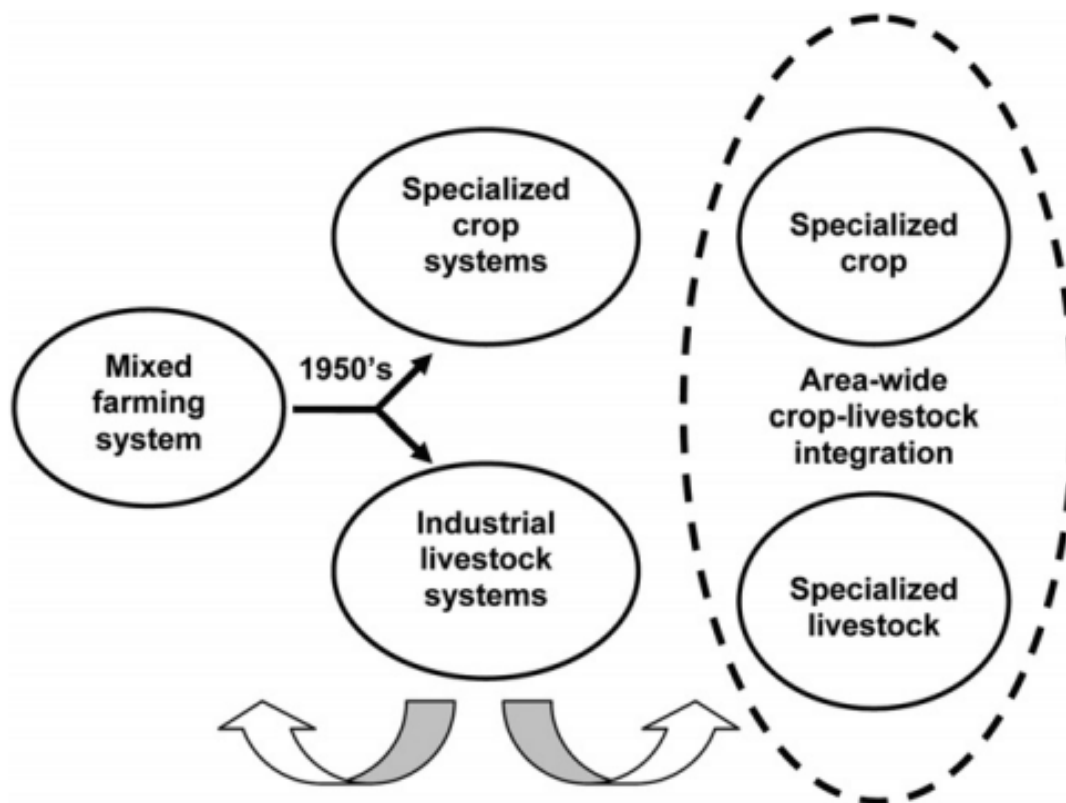 Mixed
farming
system
1950's
Specialized
crop
systems
Industrial
livestock
systems
Specialized
crop
Area-wide
crop-livestock
integration
Specialized
livestock